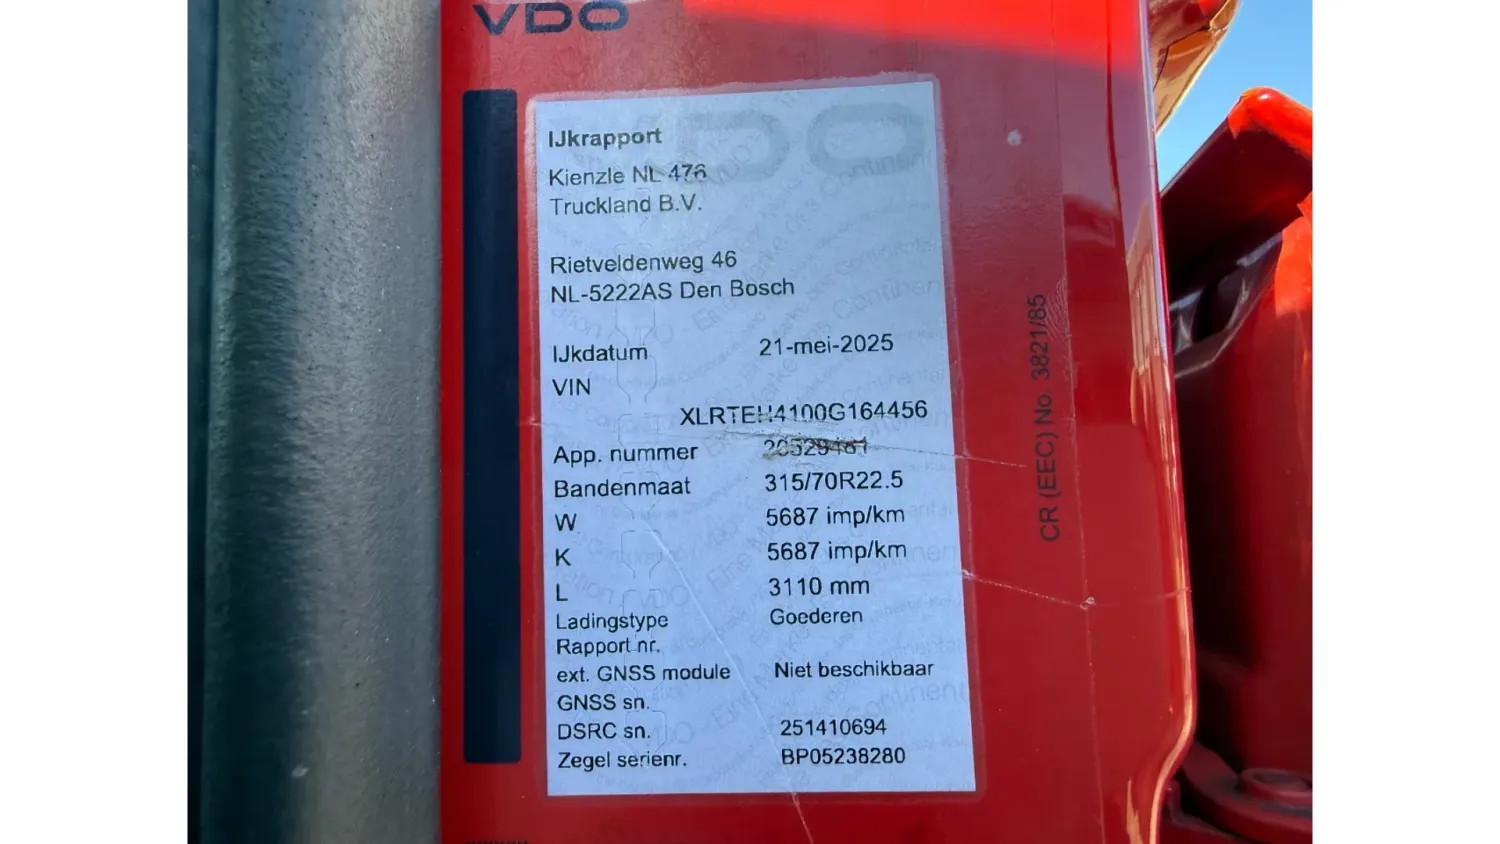 VDO
IJkrapport
Kienzle NL 476
Truckland B.V.
Rietveldenweg 46
NL-5222AS Den Bosch
IJkdatum 21-mei-2025
VIN
XLRTEH4100G164456
App. nummer
Bandenmaat 315/70R22.5
W 5687 imp/km
K 5687 imp/km
L 3110 mm
Ladingstype Goederen
Rapport nr.
ext. GNSS module Niet beschikbaar
GNSS sn.
DSRC sn. 251410694
Zegel serienr. BP05238280
CR (EEC) No. 3821/85